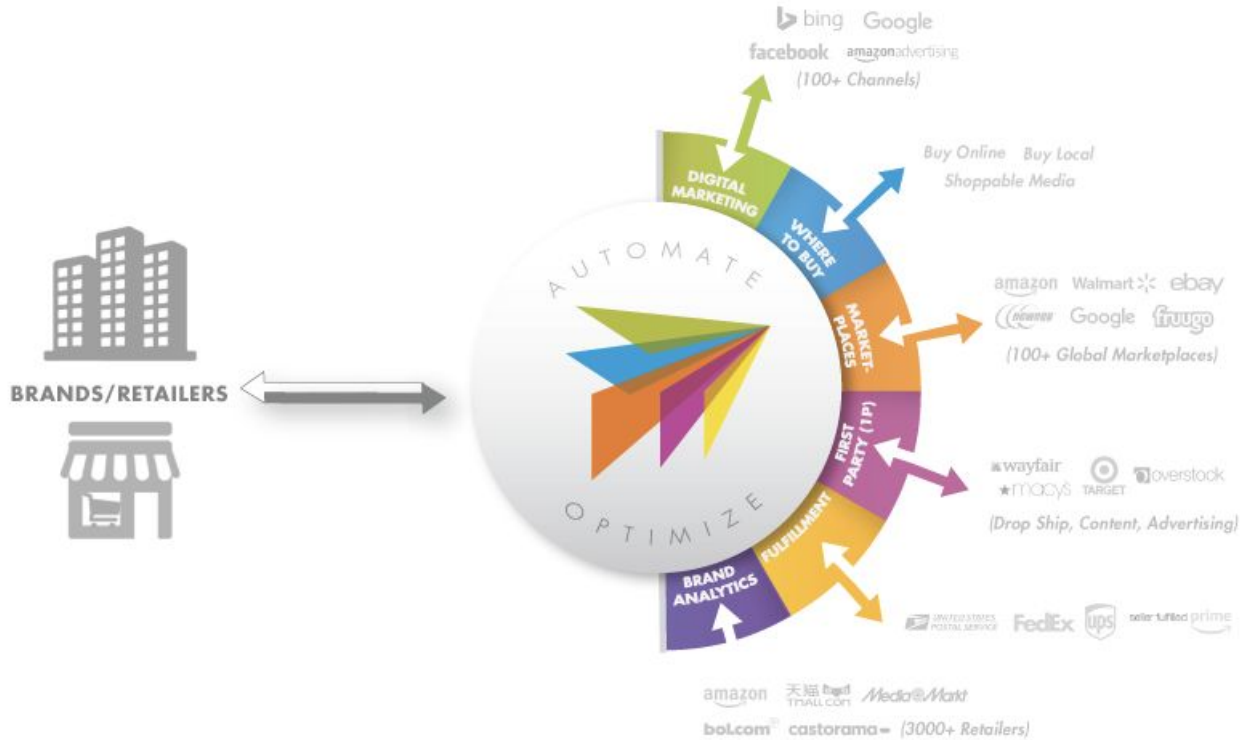 bing Google
facebook amazonadvertising
(100+ Channels)
DIGITAL
MARKETING
Buy Online Buy Local
Shoppable Media
WHERE
TO BUY
AUTOMATE
amazon Walmart ebay
newegg Google fruugo
(100+ Global Marketplaces)
MARKET-
PLACES
BRANDS/RETAILERS
FIRST
PARTY (1P)
wayfair
macys TARGET overstock
(Drop Ship, Content, Advertising)
OPTIMIZE
FULFILLMENT
BRAND
ANALYTICS
UNITED STATES
POSTAL SERVICE FedEx ups seller fulfilled prime
amazon 天猫 TMALL.COM MediaMarkt
bol.com castorama (3000+ Retailers)